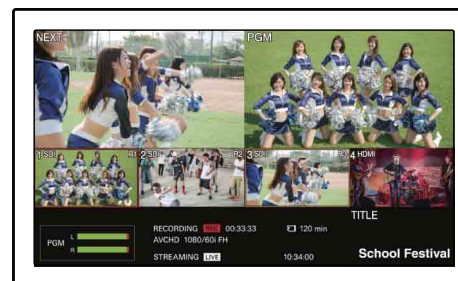 NEXT
PGM
1 SDI R1
2 SDI R2
3 SDI R3
4 HDMI
TITLE
PGM
L
R
RECORDING REC 00:33:33 120 min
AVCHD 1080/60i FH
STREAMING LIVE 10:34:00
School Festival